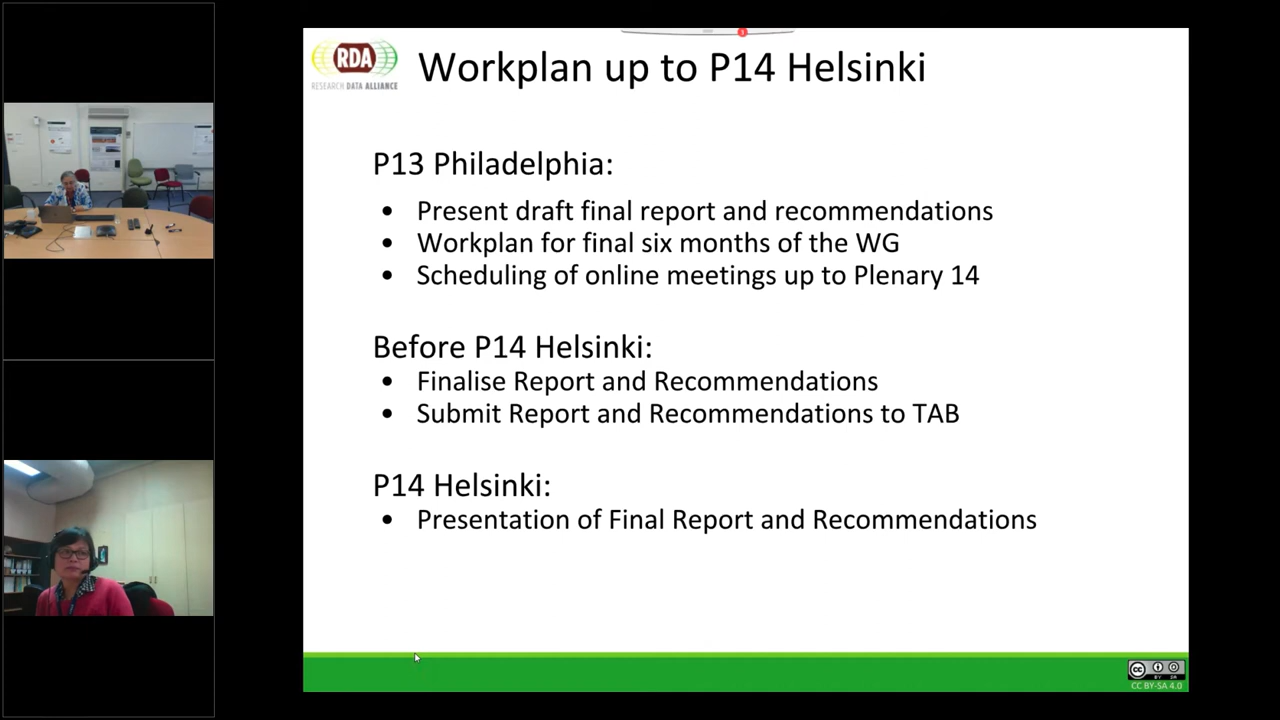 RDA
RESEARCH DATA ALLIANCE
Workplan up to P14 Helsinki
P13 Philadelphia:
• Present draft final report and recommendations
• Workplan for final six months of the WG
• Scheduling of online meetings up to Plenary 14
Before P14 Helsinki:
• Finalise Report and Recommendations
• Submit Report and Recommendations to TAB
P14 Helsinki:
• Presentation of Final Report and Recommendations
CC BY-SA 4.0